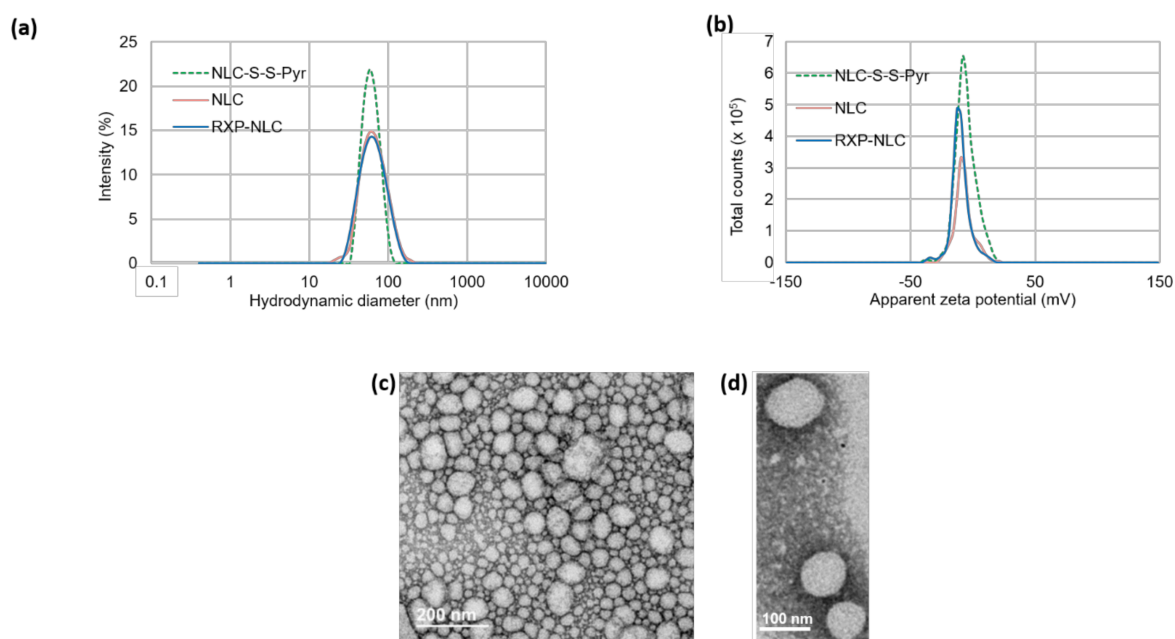 (a)
25
20
15
10
5
0
Intensity (%)
NLC-S-S-Pyr
NLC
RXP-NLC
0.1 1 10 100 1000 10000
Hydrodynamic diameter (nm)
(b)
7
6
5
4
3
2
1
0
Total counts (x 10⁵)
NLC-S-S-Pyr
NLC
RXP-NLC
-150 -50 50 150
Apparent zeta potential (mV)
(c)
200 nm
(d)
100 nm